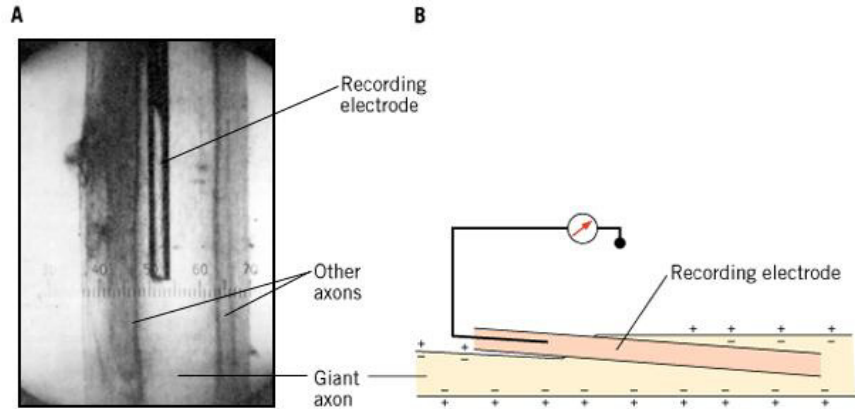 A
B
Recording
electrode
Other
axons
Giant
axon
40
50
60
70
Recording electrode
+ + + +
+ +
- - -
- -
- - - - - - - -
+ + + + + + + + +